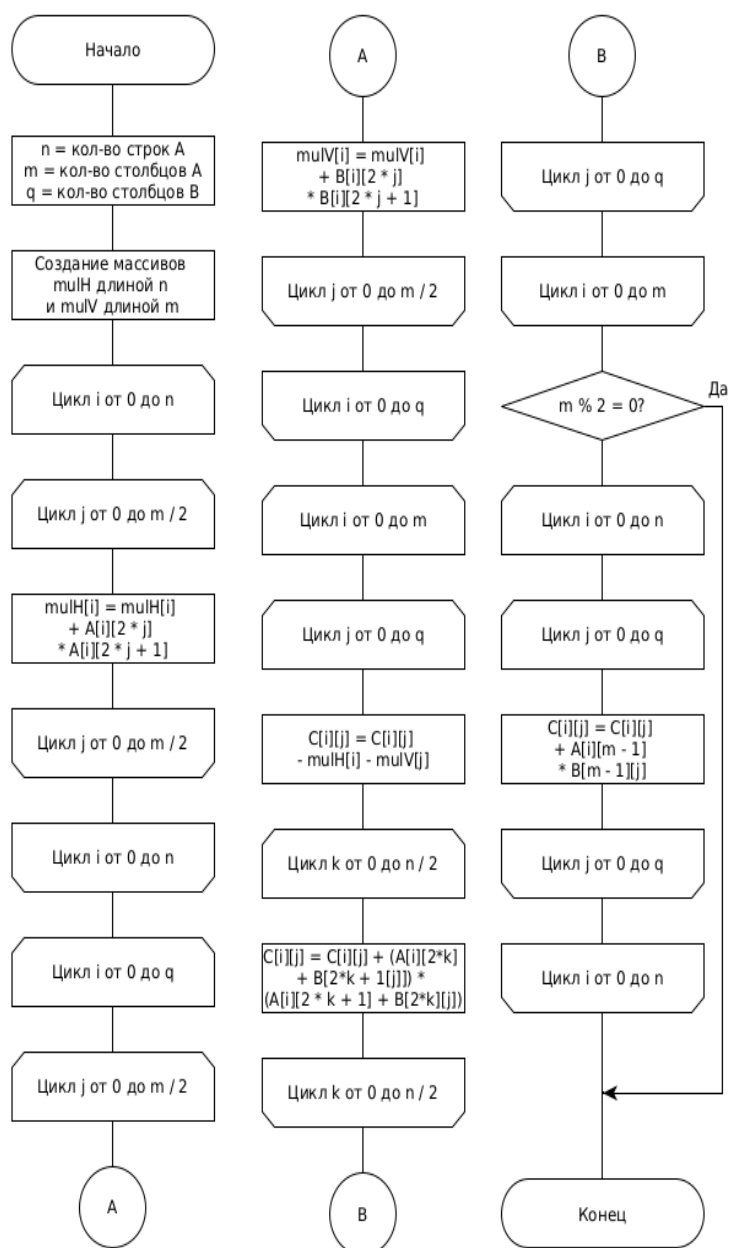 Начало
n = кол-во строк A
m = кол-во столбцов A
q = кол-во столбцов B
Создание массивов
mulH длиной n
и mulV длиной m
Цикл i от 0 до n
Цикл j от 0 до m / 2
mulH[i] = mulH[i]
+ A[i][2 * j]
* A[i][2 * j + 1]
Цикл j от 0 до m / 2
Цикл i от 0 до n
Цикл i от 0 до q
Цикл j от 0 до m / 2
A
A
mulV[i] = mulV[i]
+ B[i][2 * j]
* B[i][2 * j + 1]
Цикл j от 0 до m / 2
Цикл i от 0 до q
Цикл i от 0 до m
Цикл j от 0 до q
C[i][j] = C[i][j]
- mulH[i] - mulV[j]
Цикл k от 0 до n / 2
C[i][j] = C[i][j] + (A[i][2*k]
+ B[2*k + 1[j]]) *
(A[i][2 * k + 1] + B[2*k][j])
Цикл k от 0 до n / 2
B
B
Цикл j от 0 до q
Цикл i от 0 до m
m % 2 = 0?
Да
Цикл i от 0 до n
Цикл j от 0 до q
C[i][j] = C[i][j]
+ A[i][m - 1]
* B[m - 1][j]
Цикл j от 0 до q
Цикл i от 0 до n
Конец